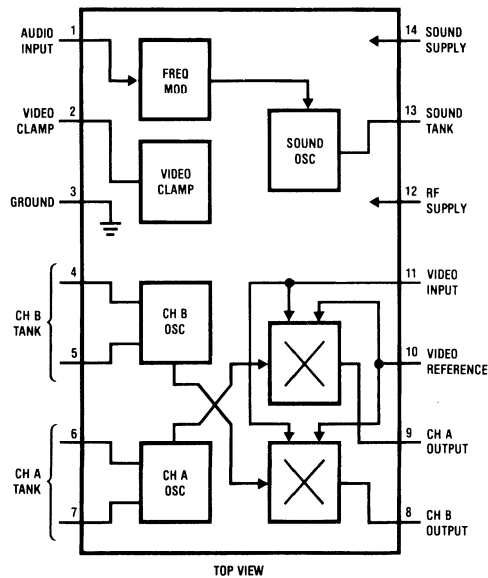 AUDIO INPUT
1
FREQ MOD
14
SOUND SUPPLY
VIDEO CLAMP
2
VIDEO CLAMP
SOUND OSC
13
SOUND TANK
GROUND
3
12
RF SUPPLY
4
CH B TANK
5
CH B OSC
11
VIDEO INPUT
10
VIDEO REFERENCE
6
CH A TANK
7
CH A OSC
9
CH A OUTPUT
8
CH B OUTPUT
TOP VIEW